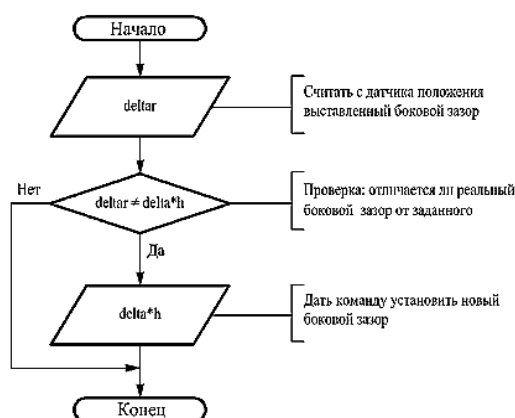 Начало
deltar
Считать с датчика положения
выставленный боковой зазор
Нет
deltar ≠ delta*h
Проверка: отличается ли реальный
боковой зазор от заданного
Да
delta*h
Дать команду установить новый
боковой зазор
Конец